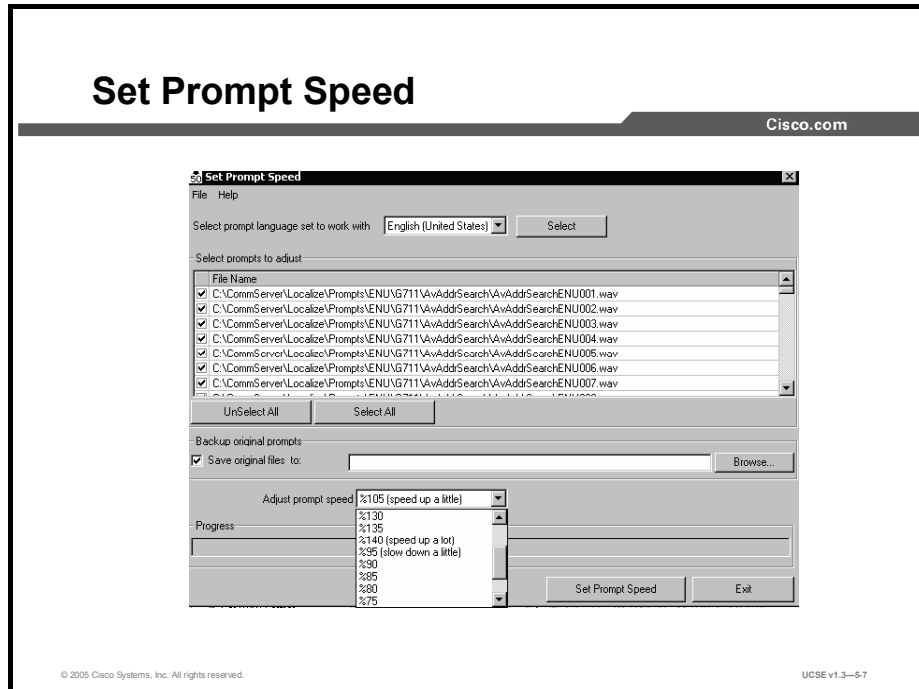 Set Prompt Speed
Cisco.com
Set Prompt Speed
File Help
Select prompt language set to work with English (United States) Select
Select prompts to adjust
File Name
C:\CommServer\Localize\Prompts\ENU\G711\AvAddrSearch\AvAddrSearchENU001.wav
C:\CommServer\Localize\Prompts\ENU\G711\AvAddrSearch\AvAddrSearchENU002.wav
C:\CommServer\Localize\Prompts\ENU\G711\AvAddrSearch\AvAddrSearchENU003.wav
C:\CommServer\Localize\Prompts\ENU\G711\AvAddrSearch\AvAddrSearchENU004.wav
C:\CommServer\Localize\Prompts\ENU\G711\AvAddrSearch\AvAddrSearchENU005.wav
C:\CommServer\Localize\Prompts\ENU\G711\AvAddrSearch\AvAddrSearchENU006.wav
C:\CommServer\Localize\Prompts\ENU\G711\AvAddrSearch\AvAddrSearchENU007.wav
UnSelect All Select All
Backup original prompts
Save original files to: Browse...
Adjust prompt speed %105 (speed up a little)
%130
%135
%140 (speed up a lot)
%95 (slow down a little)
%90
%85
%80
%75
Progress
Set Prompt Speed Exit
© 2005 Cisco Systems, Inc. All rights reserved.
UCSE v1.3—5-7